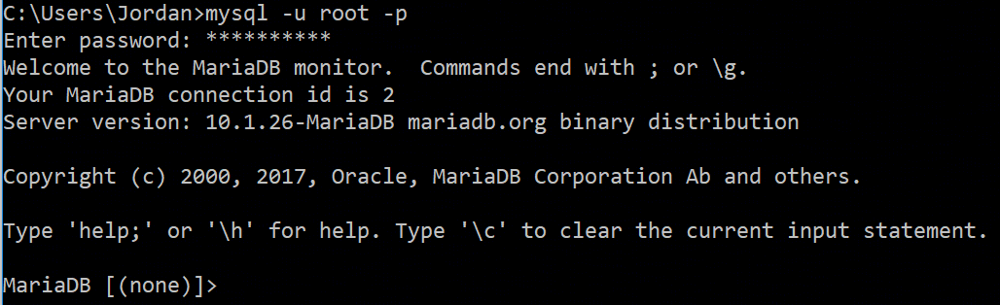 C:\Users\Jordan>mysql -u root -p
Enter password: **********
Welcome to the MariaDB monitor.  Commands end with ; or \g.
Your MariaDB connection id is 2
Server version: 10.1.26-MariaDB mariadb.org binary distribution

Copyright (c) 2000, 2017, Oracle, MariaDB Corporation Ab and others.

Type 'help;' or '\h' for help. Type '\c' to clear the current input statement.

MariaDB [(none)]>